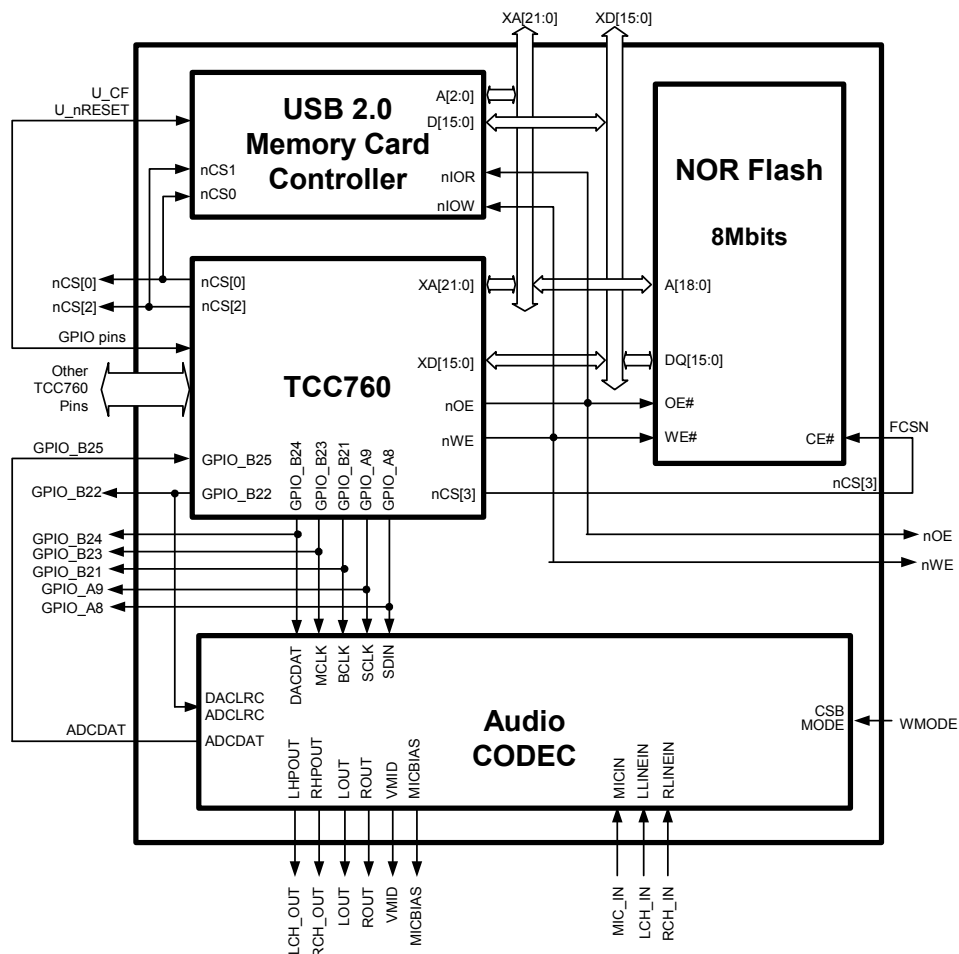 XA[21:0]
XD[15:0]
U_CF
U_nRESET
USB 2.0
Memory Card
Controller
A[2:0]
D[15:0]
nIOR
nIOW
nCS1
nCS0
NOR Flash
8Mbits
A[18:0]
DQ[15:0]
OE#
WE#
CE#
FCSN
nCS[0]
nCS[2]
nCS[0]
nCS[2]
GPIO pins
Other
TCC760
Pins
TCC760
XA[21:0]
XD[15:0]
nOE
nWE
nCS[3]
nCS[3]
GPIO_B25
GPIO_B25
GPIO_B22
GPIO_B22
GPIO_B24
GPIO_B23
GPIO_B21
GPIO_A9
GPIO_A8
GPIO_B24
GPIO_B23
GPIO_B21
GPIO_A9
GPIO_A8
nOE
nWE
DACDAT
MCLK
BCLK
SCLK
SDIN
DACLRC
ADCLRC
ADCDAT
ADCDAT
Audio
CODEC
CSB
MODE
WMODE
LHPOUT
RHPOUT
LOUT
ROUT
VMID
MICBIAS
MICIN
LLINEIN
RLINEIN
LCH_OUT
RCH_OUT
LOUT
ROUT
VMID
MICBIAS
MIC_IN
LCH_IN
RCH_IN